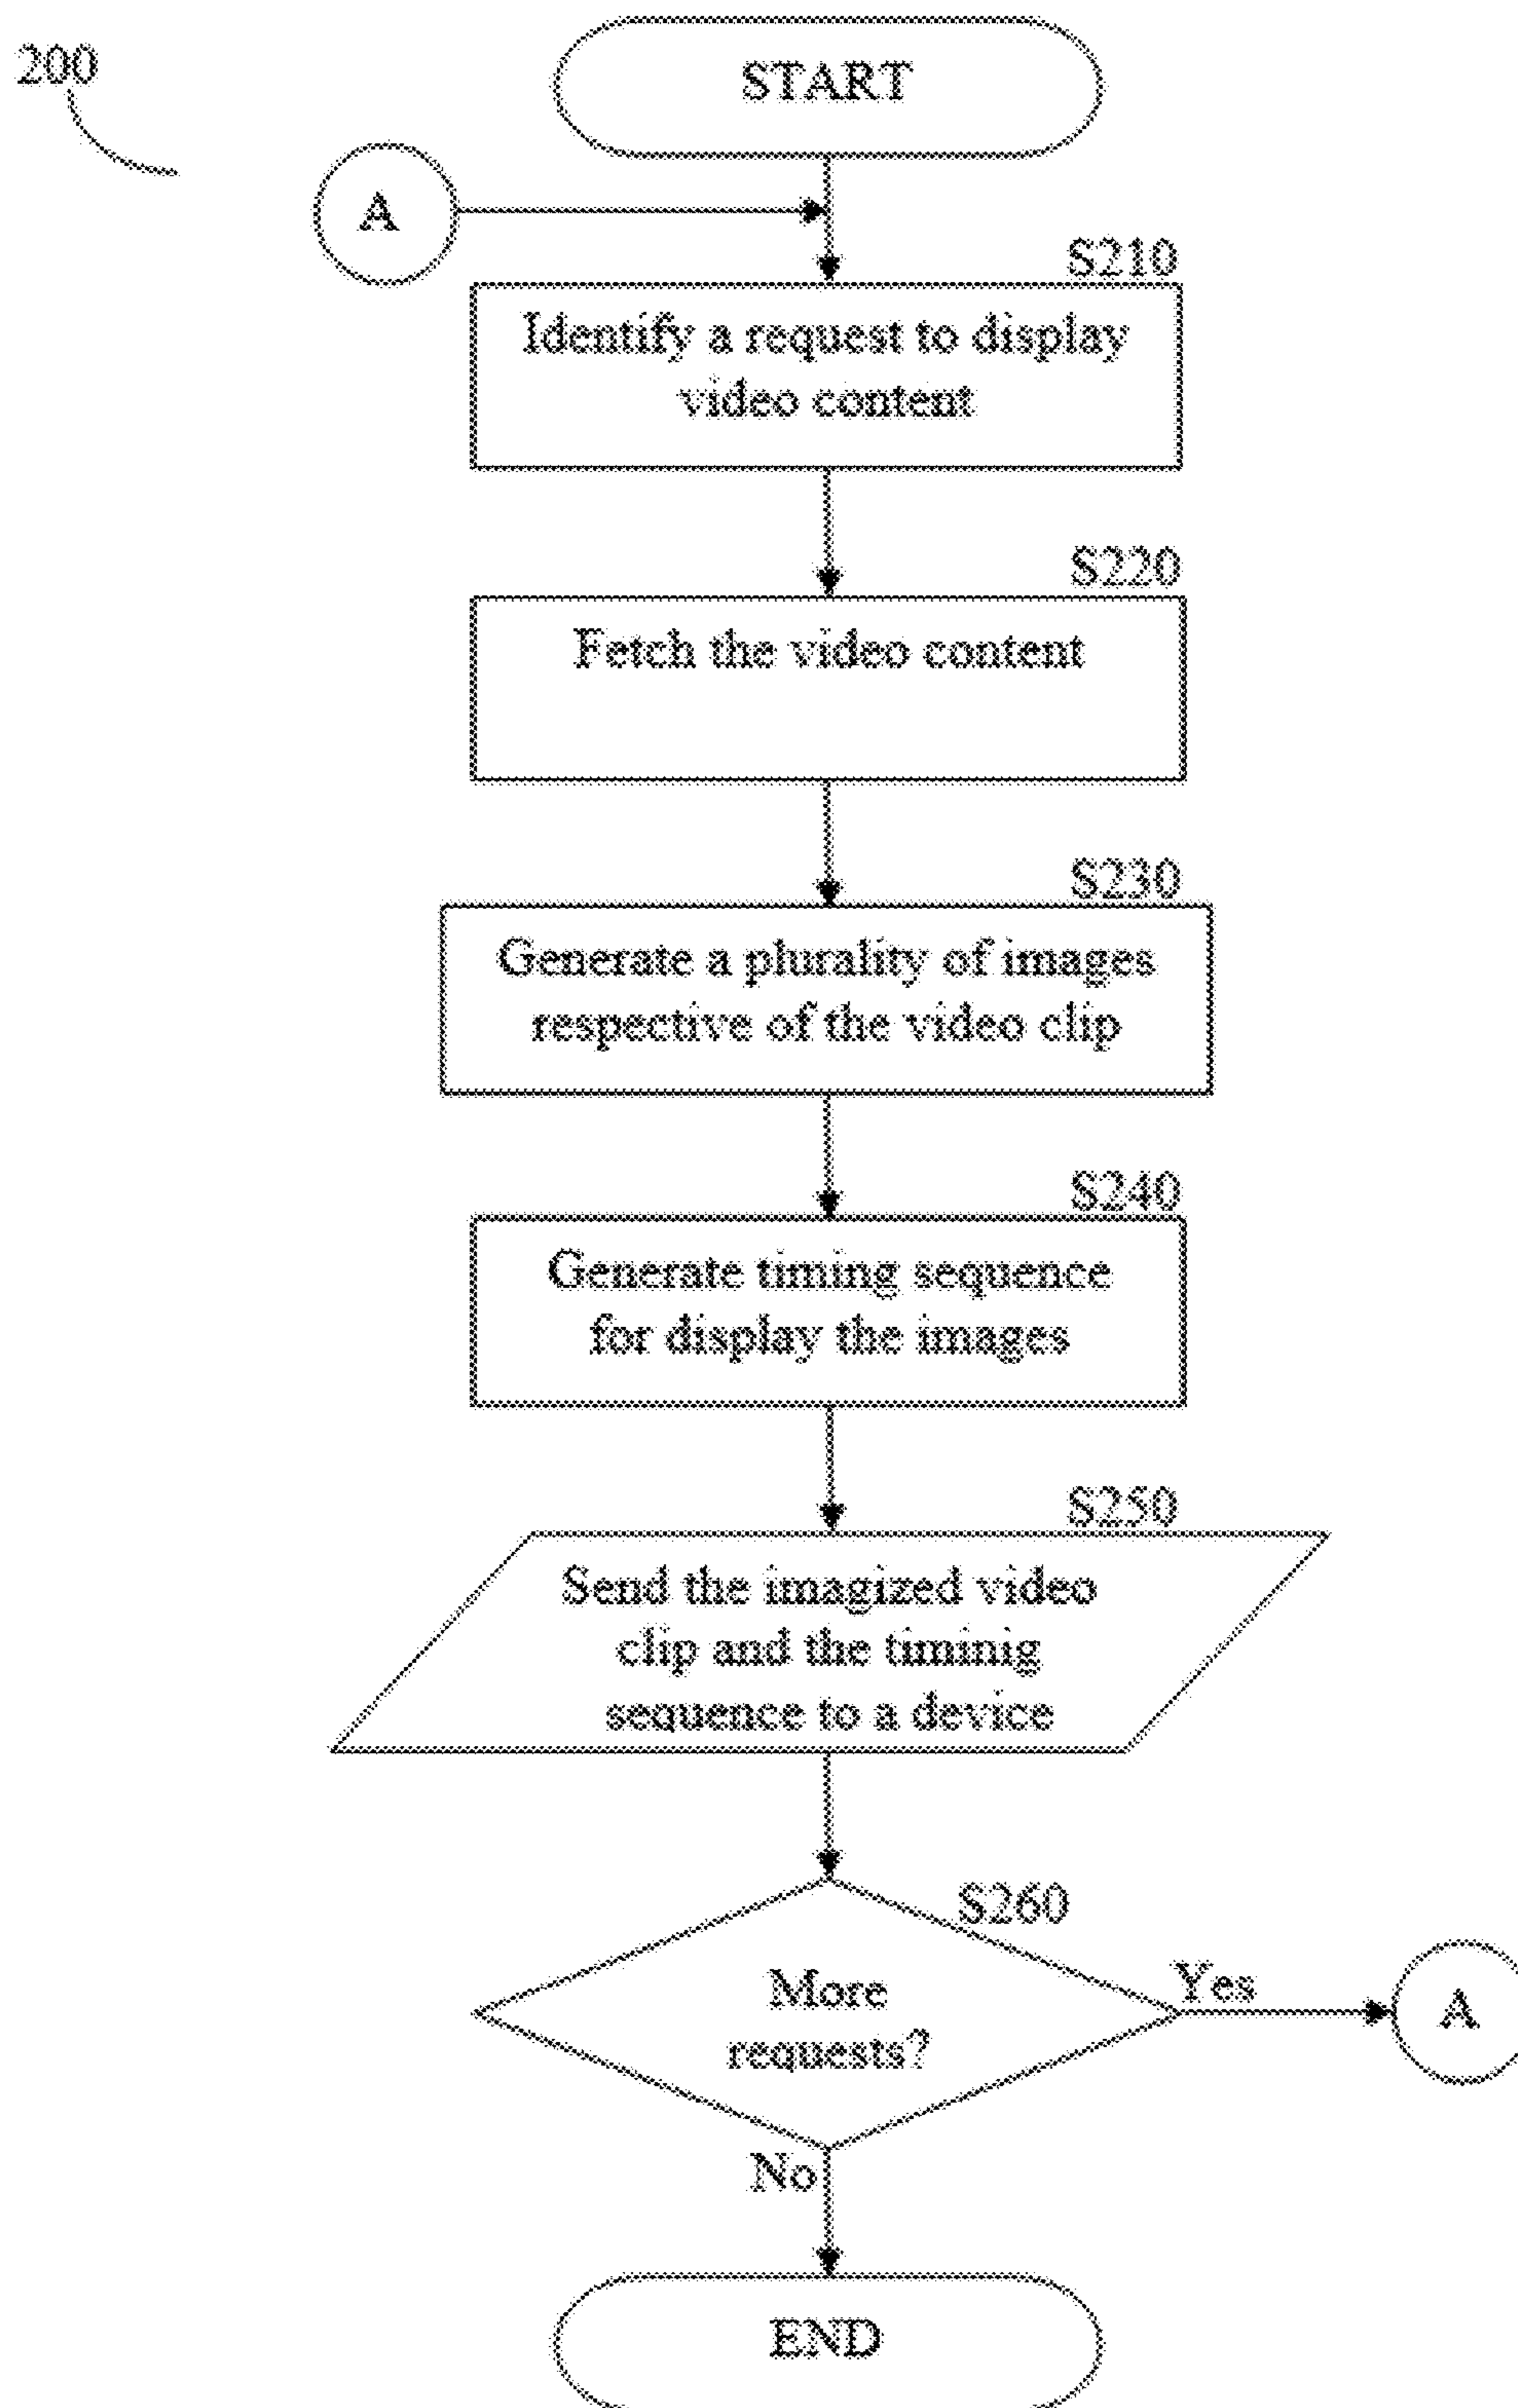 200
START
A
S210
Identify a request to display
video content
S220
Fetch the video content
S230
Generate a plurality of images
respective of the video clip
S240
Generate timing sequence
for display the images
S250
Send the imagized video
clip and the timinig
sequence to a device
S260
More
requests?
Yes
A
No
END